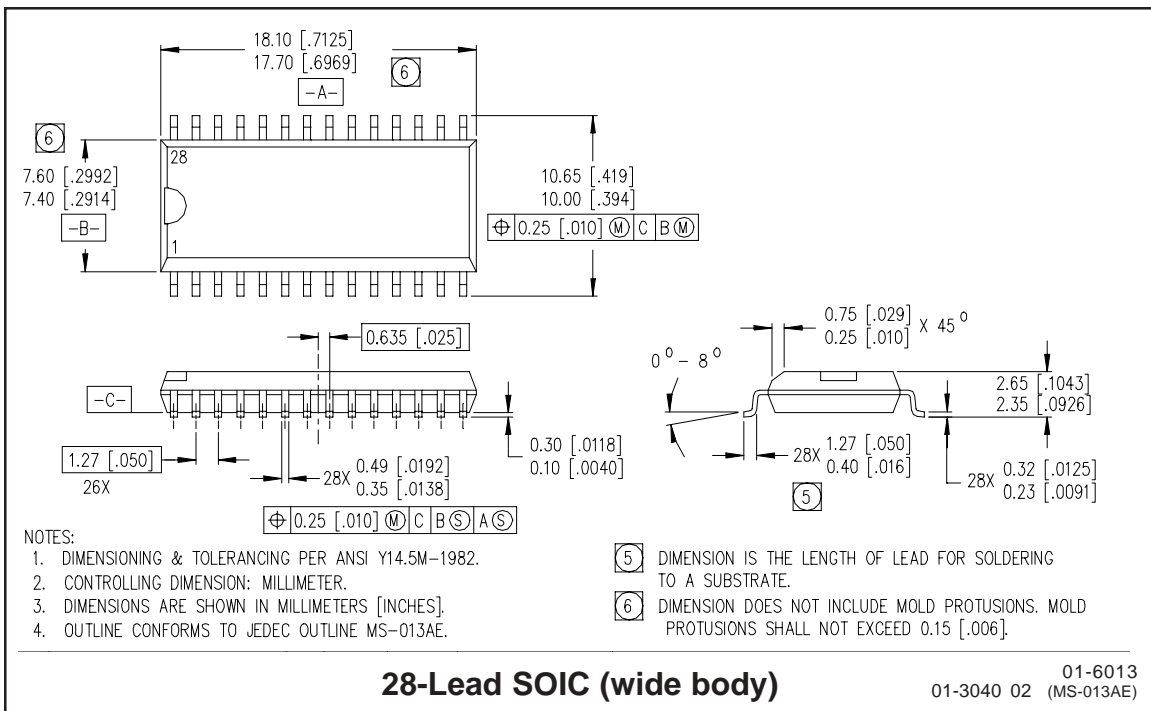 18.10 [.7125]
17.70 [.6969]
6
-A-
6
28
7.60 [.2992]
7.40 [.2914]
-B-
1
10.65 [.419]
10.00 [.394]
⌖ 0.25 [.010] Ⓜ C B Ⓜ
0.635 [.025]
-C-
1.27 [.050]
26X
28X 0.49 [.0192]
0.35 [.0138]
0.30 [.0118]
0.10 [.0040]
⌖ 0.25 [.010] Ⓜ C B Ⓢ A Ⓢ
0.75 [.029]
0.25 [.010] X 45°
0° - 8°
2.65 [.1043]
2.35 [.0926]
28X 1.27 [.050]
0.40 [.016]
5
28X 0.32 [.0125]
0.23 [.0091]
NOTES:
1. DIMENSIONING & TOLERANCING PER ANSI Y14.5M-1982.
2. CONTROLLING DIMENSION: MILLIMETER.
3. DIMENSIONS ARE SHOWN IN MILLIMETERS [INCHES].
4. OUTLINE CONFORMS TO JEDEC OUTLINE MS-013AE.
5 DIMENSION IS THE LENGTH OF LEAD FOR SOLDERING
TO A SUBSTRATE.
6 DIMENSION DOES NOT INCLUDE MOLD PROTUSIONS. MOLD
PROTUSIONS SHALL NOT EXCEED 0.15 [.006].
28-Lead SOIC (wide body)
01-6013
01-3040 02 (MS-013AE)